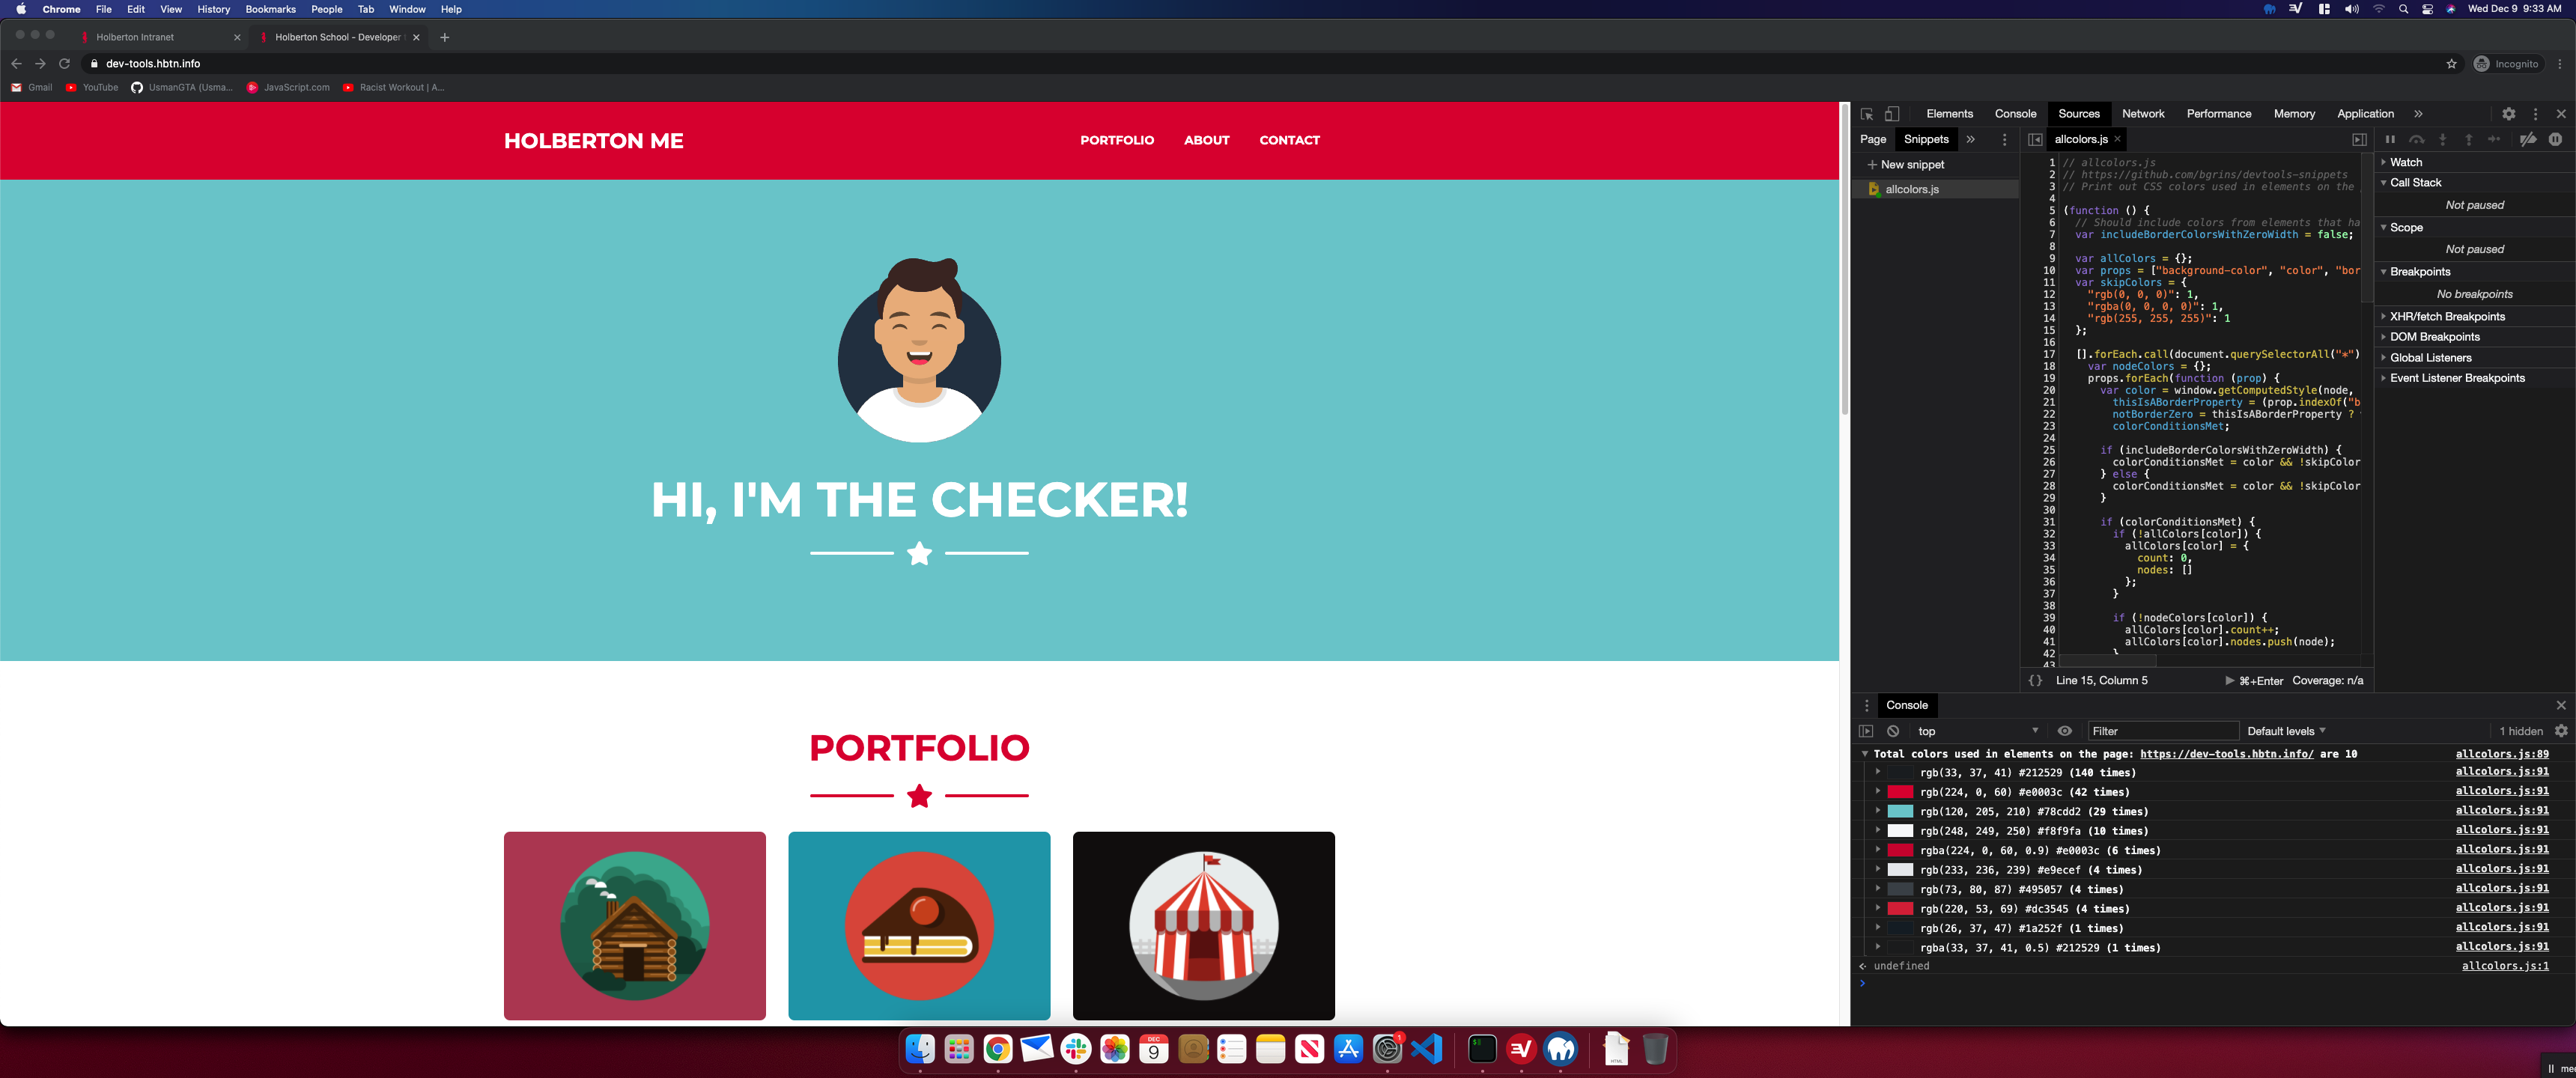 Chrome File Edit View History Bookmarks People Tab Window Help
Wed Dec 9 9:33 AM
Holberton Intranet
Holberton School - Developer
dev-tools.hbtn.info
Incognito
Gmail YouTube UsmanGTA (Usma... JavaScript.com Racist Workout | A...
HOLBERTON ME
PORTFOLIO ABOUT CONTACT
HI, I'M THE CHECKER!
PORTFOLIO
Elements Console Sources Network Performance Memory Application
Page Snippets
allcolors.js
+ New snippet
allcolors.js
1 // allcolors.js
2 // https://github.com/bgrins/devtools-snippets
3 // Print out CSS colors used in elements on the
4
5 (function () {
6 // Should include colors from elements that ha
7 var includeBorderColorsWithZeroWidth = false;
8
9 var allColors = {};
10 var props = ["background-color", "color", "bor
11 var skipColors = {
12 "rgb(0, 0, 0)": 1,
13 "rgba(0, 0, 0, 0)": 1,
14 "rgb(255, 255, 255)": 1
15 };
16
17 [].forEach.call(document.querySelectorAll("*")
18 var nodeColors = {};
19 props.forEach(function (prop) {
20 var color = window.getComputedStyle(node,
21 thisIsABorderProperty = (prop.indexOf("b
22 notBorderZero = thisIsABorderProperty ?
23 colorConditionsMet;
24
25 if (includeBorderColorsWithZeroWidth) {
26 colorConditionsMet = color && !skipColor
27 } else {
28 colorConditionsMet = color && !skipColor
29 }
30
31 if (colorConditionsMet) {
32 if (!allColors[color]) {
33 allColors[color] = {
34 count: 0,
35 nodes: []
36 };
37 }
38
39 if (!nodeColors[color]) {
40 allColors[color].count++;
41 allColors[color].nodes.push(node);
42 }
43
{} Line 15, Column 5
⌘+Enter Coverage: n/a
Watch
Call Stack
Not paused
Scope
Not paused
Breakpoints
No breakpoints
XHR/fetch Breakpoints
DOM Breakpoints
Global Listeners
Event Listener Breakpoints
Console
top Filter Default levels 1 hidden
Total colors used in elements on the page: https://dev-tools.hbtn.info/ are 10 allcolors.js:89
rgb(33, 37, 41) #212529 (140 times) allcolors.js:91
rgb(224, 0, 60) #e0003c (42 times) allcolors.js:91
rgb(120, 205, 210) #78cdd2 (29 times) allcolors.js:91
rgb(248, 249, 250) #f8f9fa (10 times) allcolors.js:91
rgba(224, 0, 60, 0.9) #e0003c (6 times) allcolors.js:91
rgb(233, 236, 239) #e9ecef (4 times) allcolors.js:91
rgb(73, 80, 87) #495057 (4 times) allcolors.js:91
rgb(220, 53, 69) #dc3545 (4 times) allcolors.js:91
rgb(26, 37, 47) #1a252f (1 times) allcolors.js:91
rgba(33, 37, 41, 0.5) #212529 (1 times) allcolors.js:91
undefined allcolors.js:1
DEC
9
1
HTML
me